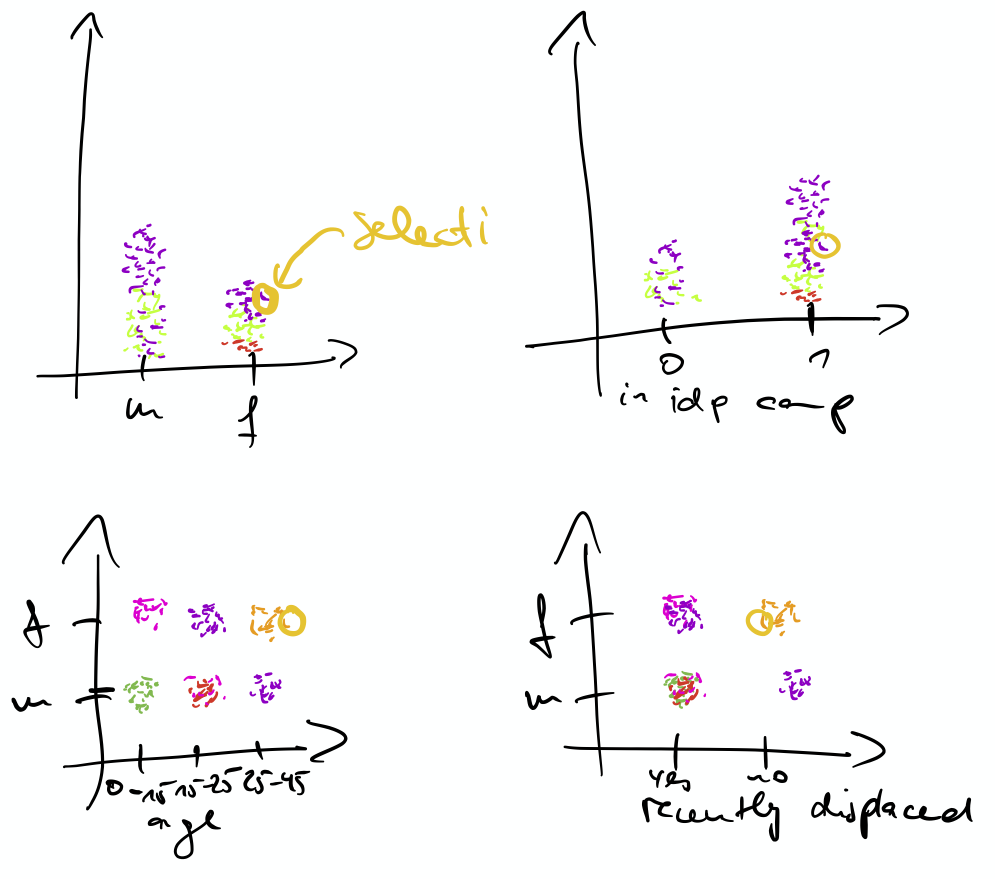 selecti
m
f
0
1
in idp camp
f
m
0-15 15-25 25-45
age
f
m
yes
no
recently displaced